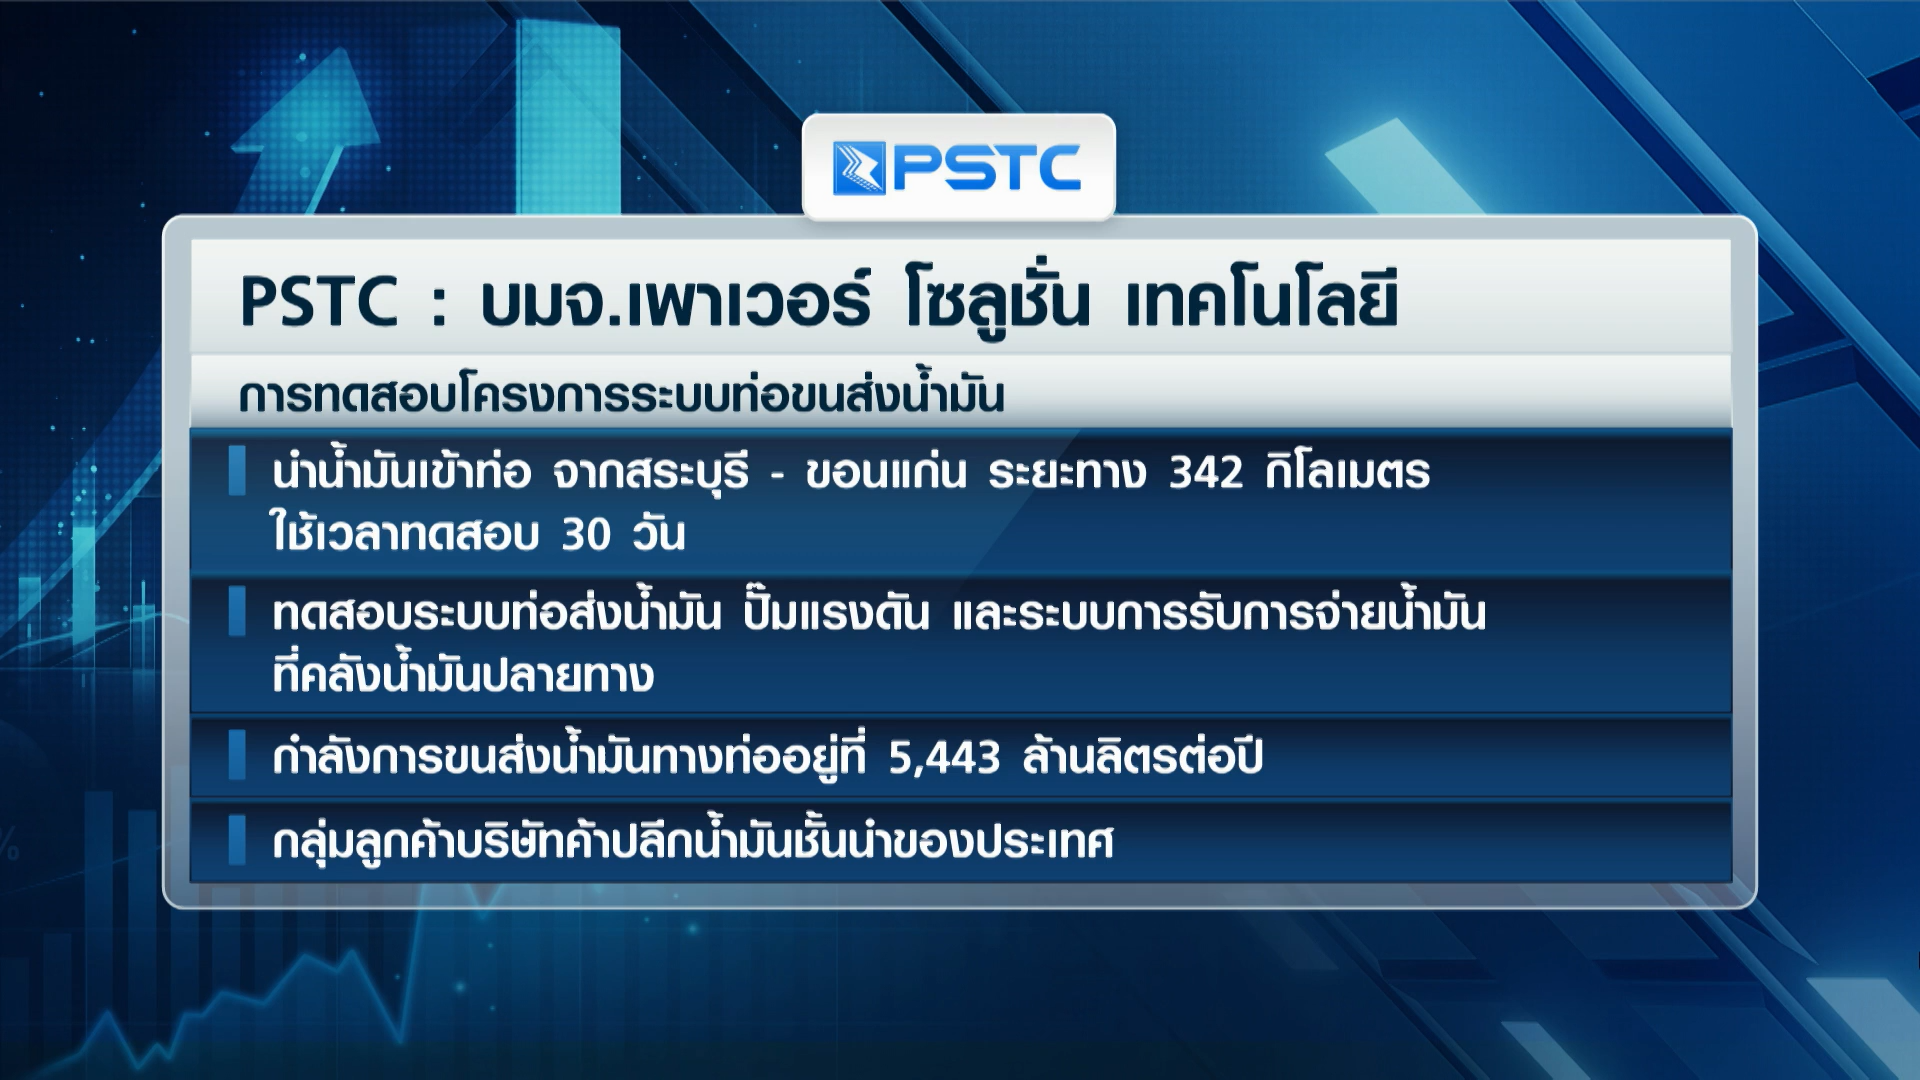 PSTC
PSTC : บมจ.เพาเวอร์ โซลูชั่น เทคโนโลยี
การทดสอบโครงการระบบท่อขนส่งน้ำมัน
นำน้ำมันเข้าท่อ จากสระบุรี - ขอนแก่น ระยะทาง 342 กิโลเมตร
ใช้เวลาทดสอบ 30 วัน
ทดสอบระบบท่อส่งน้ำมัน ปั๊มแรงดัน และระบบการรับการจ่ายน้ำมัน
ที่คลังน้ำมันปลายทาง
กำลังการขนส่งน้ำมันทางท่ออยู่ที่ 5,443 ล้านลิตรต่อปี
กลุ่มลูกค้าบริษัทค้าปลีกน้ำมันชั้นนำของประเทศ
%